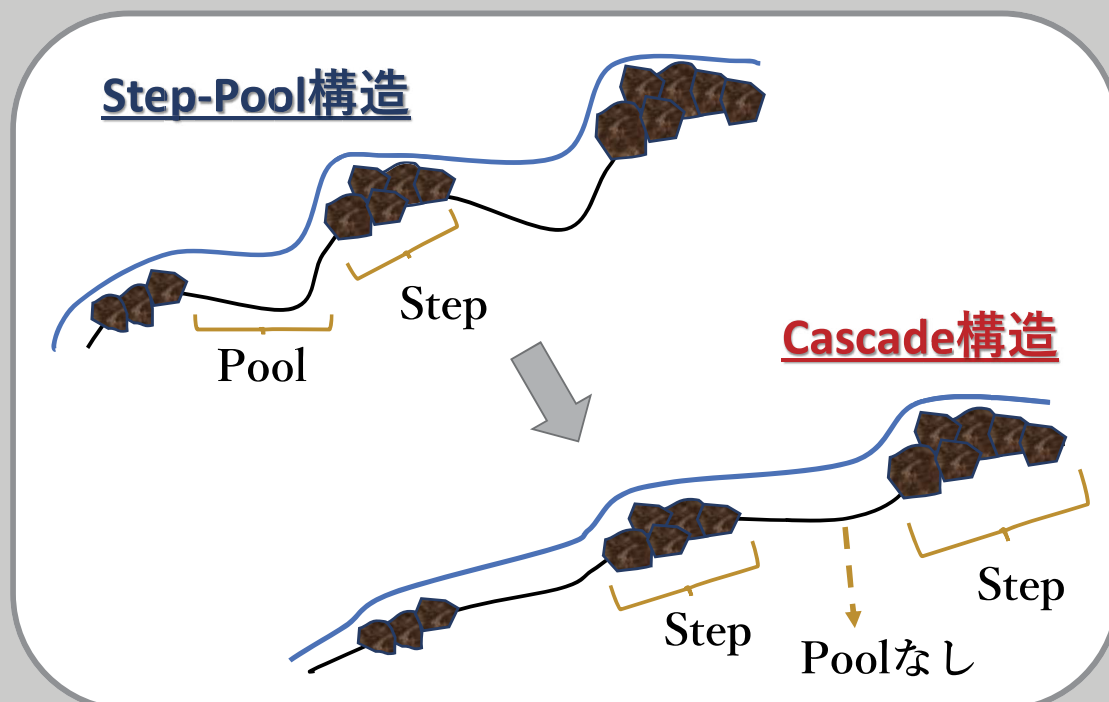 Step-Pool構造
Step
Pool
Cascade構造
Step
Step
Poolなし